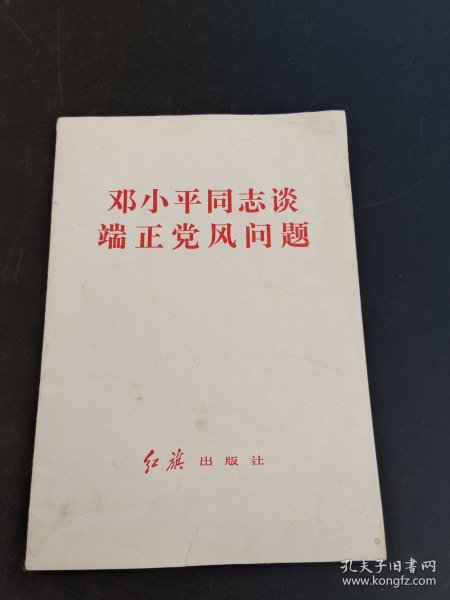 邓小平同志谈
端正党风问题
红旗 出版社
孔夫子旧书网
www.kongfz.com